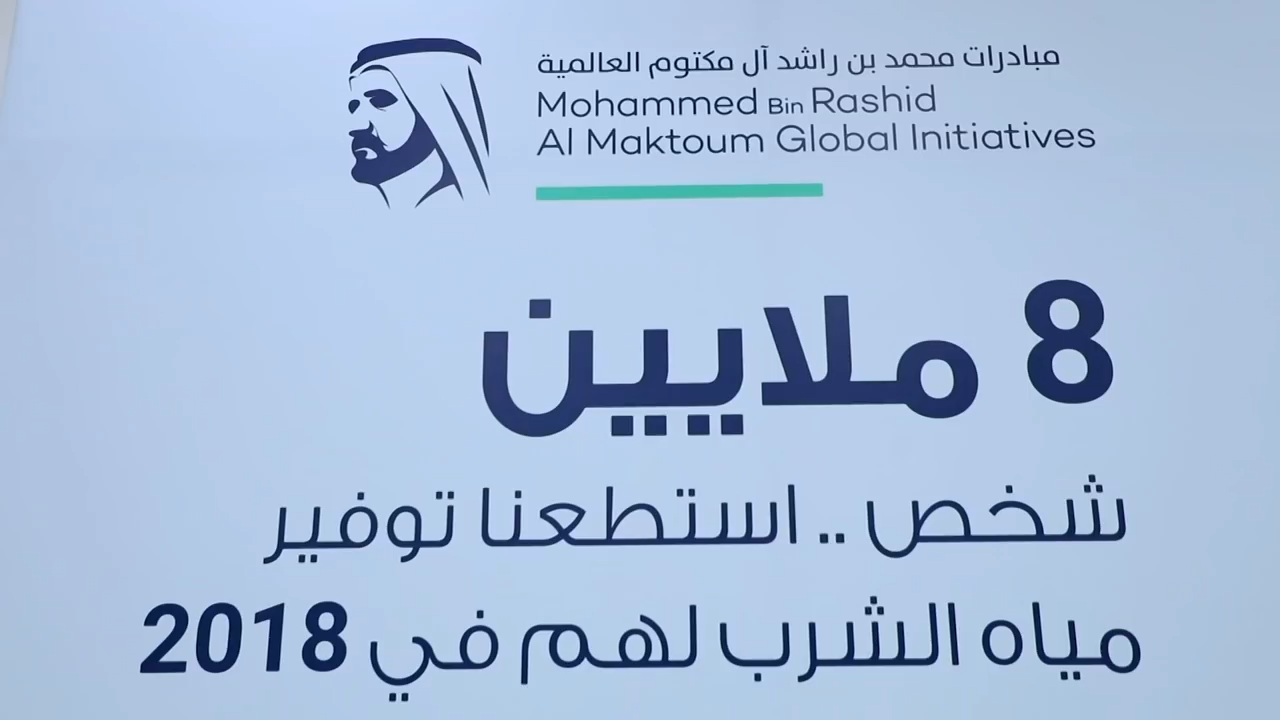 مبادرات محمد بن راشد آل مكتوم العالمية
Mohammed Bin Rashid
Al Maktoum Global Initiatives
8 ملايين
شخص .. استطعنا توفير
مياه الشرب لهم في 2018